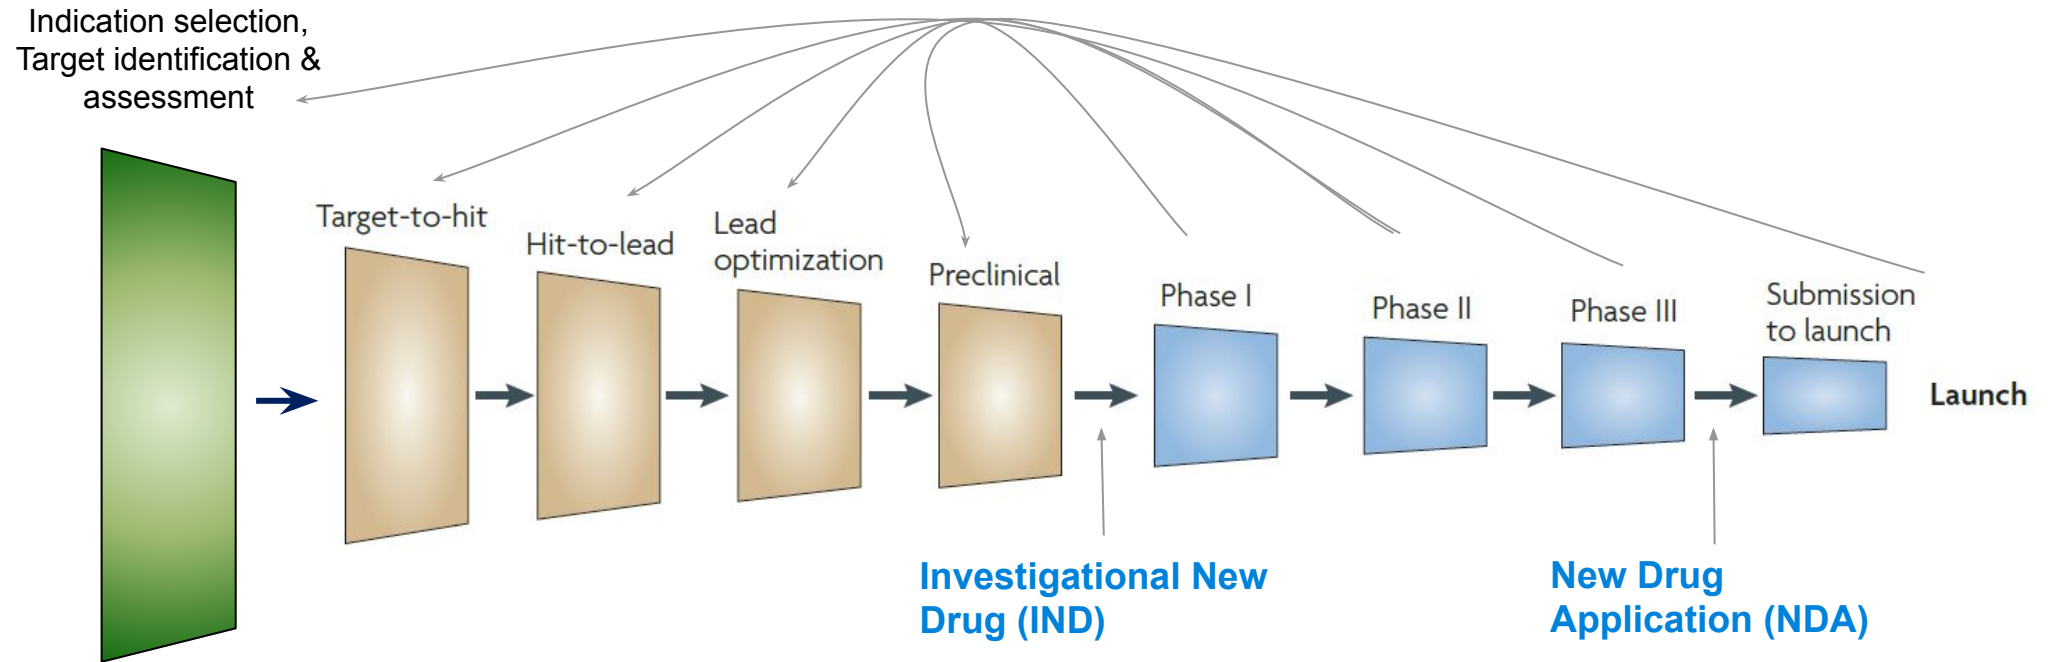 Indication selection,
Target identification &
assessment
Target-to-hit
Hit-to-lead
Lead
optimization
Preclinical
Phase I
Phase II
Phase III
Submission
to launch
Launch
Investigational New
Drug (IND)
New Drug
Application (NDA)